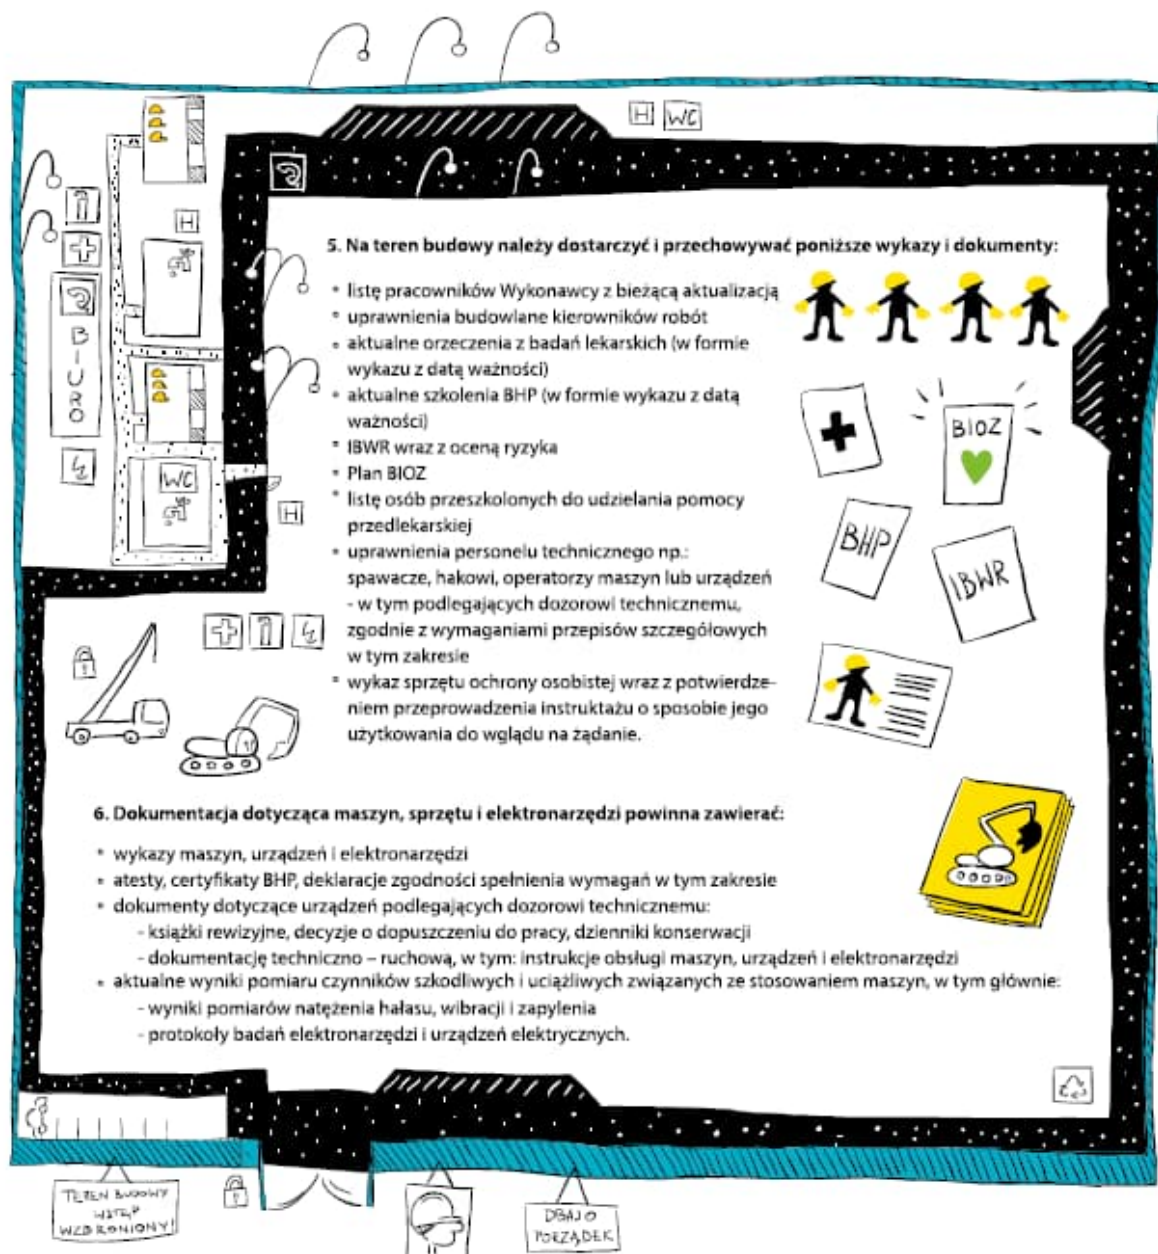 H WC
H
BIURO
WC
H
5. Na teren budowy należy dostarczyć i przechowywać poniższe wykazy i dokumenty:
• listę pracowników Wykonawcy z bieżącą aktualizacją
• uprawnienia budowlane kierowników robót
• aktualne orzeczenia z badań lekarskich (w formie
wykazu z datą ważności)
• aktualne szkolenia BHP (w formie wykazu z datą
ważności)
• IBWR wraz z oceną ryzyka
• Plan BIOZ
• listę osób przeszkolonych do udzielania pomocy
przedlekarskiej
• uprawnienia personelu technicznego np.:
spawacze, hakowi, operatorzy maszyn lub urządzeń
- w tym podlegających dozorowi technicznemu,
zgodnie z wymaganiami przepisów szczegółowych
w tym zakresie
• wykaz sprzętu ochrony osobistej wraz z potwierdze-
niem przeprowadzenia instruktażu o sposobie jego
użytkowania do wglądu na żądanie.
BIOZ
BHP
IBWR
6. Dokumentacja dotycząca maszyn, sprzętu i elektronarzędzi powinna zawierać:
• wykazy maszyn, urządzeń i elektronarzędzi
• atesty, certyfikaty BHP, deklaracje zgodności spełnienia wymagań w tym zakresie
• dokumenty dotyczące urządzeń podlegających dozorowi technicznemu:
- książki rewizyjne, decyzje o dopuszczeniu do pracy, dzienniki konserwacji
- dokumentację techniczno – ruchową, w tym: instrukcje obsługi maszyn, urządzeń i elektronarzędzi
• aktualne wyniki pomiaru czynników szkodliwych i uciążliwych związanych ze stosowaniem maszyn, w tym głównie:
- wyniki pomiarów natężenia hałasu, wibracji i zapylenia
- protokoły badań elektronarzędzi i urządzeń elektrycznych.
TEREN BUDOWY
WSTĘP
WZBRONIONY!
DBAJ O
PORZĄDEK